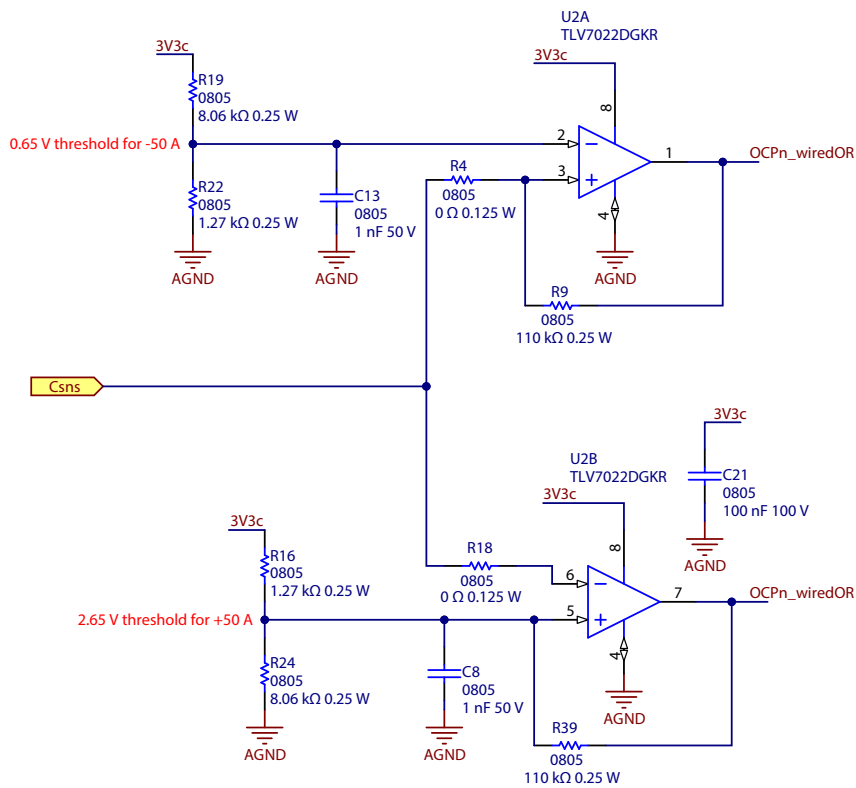 U2A
TLV7022DGKR
3V3c
3V3c
R19
0805
8.06 kΩ 0.25 W
8
0.65 V threshold for -50 A
2
1
OCPn_wiredOR
R4
0805
0 Ω 0.125 W
3
R22
0805
1.27 kΩ 0.25 W
C13
0805
1 nF 50 V
4
AGND
AGND
AGND
R9
0805
110 kΩ 0.25 W
Csns
3V3c
U2B
TLV7022DGKR
3V3c
C21
0805
100 nF 100 V
3V3c
8
AGND
R16
0805
1.27 kΩ 0.25 W
R18
0805
0 Ω 0.125 W
6
7
OCPn_wiredOR
2.65 V threshold for +50 A
5
R24
0805
8.06 kΩ 0.25 W
C8
0805
1 nF 50 V
4
AGND
AGND
AGND
R39
0805
110 kΩ 0.25 W